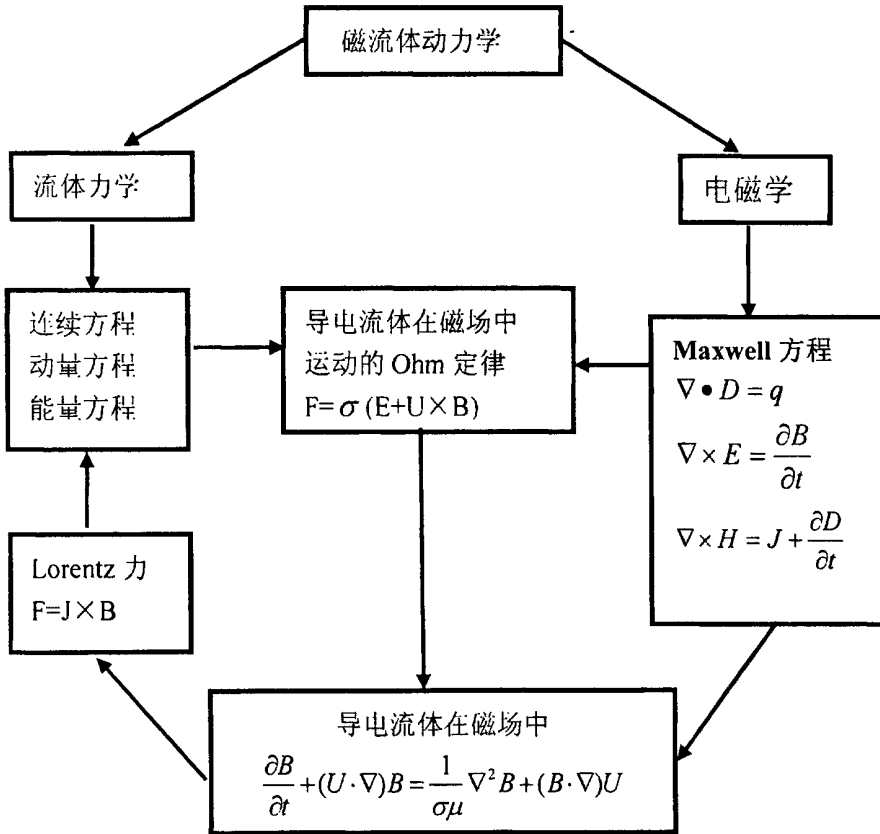 磁流体动力学
流体力学
电磁学
连续方程
动量方程
能量方程
导电流体在磁场中
运动的 Ohm 定律
F=σ(E+U×B)
Maxwell 方程
∇•D=q
∇×E=∂B/∂t
∇×H=J+∂D/∂t
Lorentz 力
F=J×B
导电流体在磁场中
∂B/∂t+(U·∇)B=1/σμ ∇²B+(B·∇)U